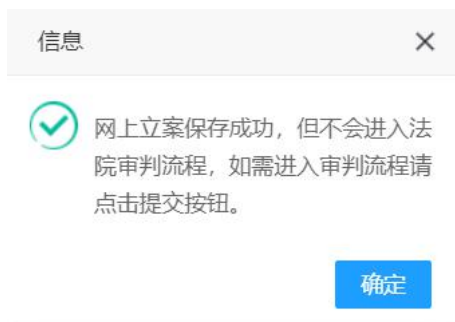 信息
网上立案保存成功，但不会进入法
院审判流程，如需进入审判流程请
点击提交按钮。
确定